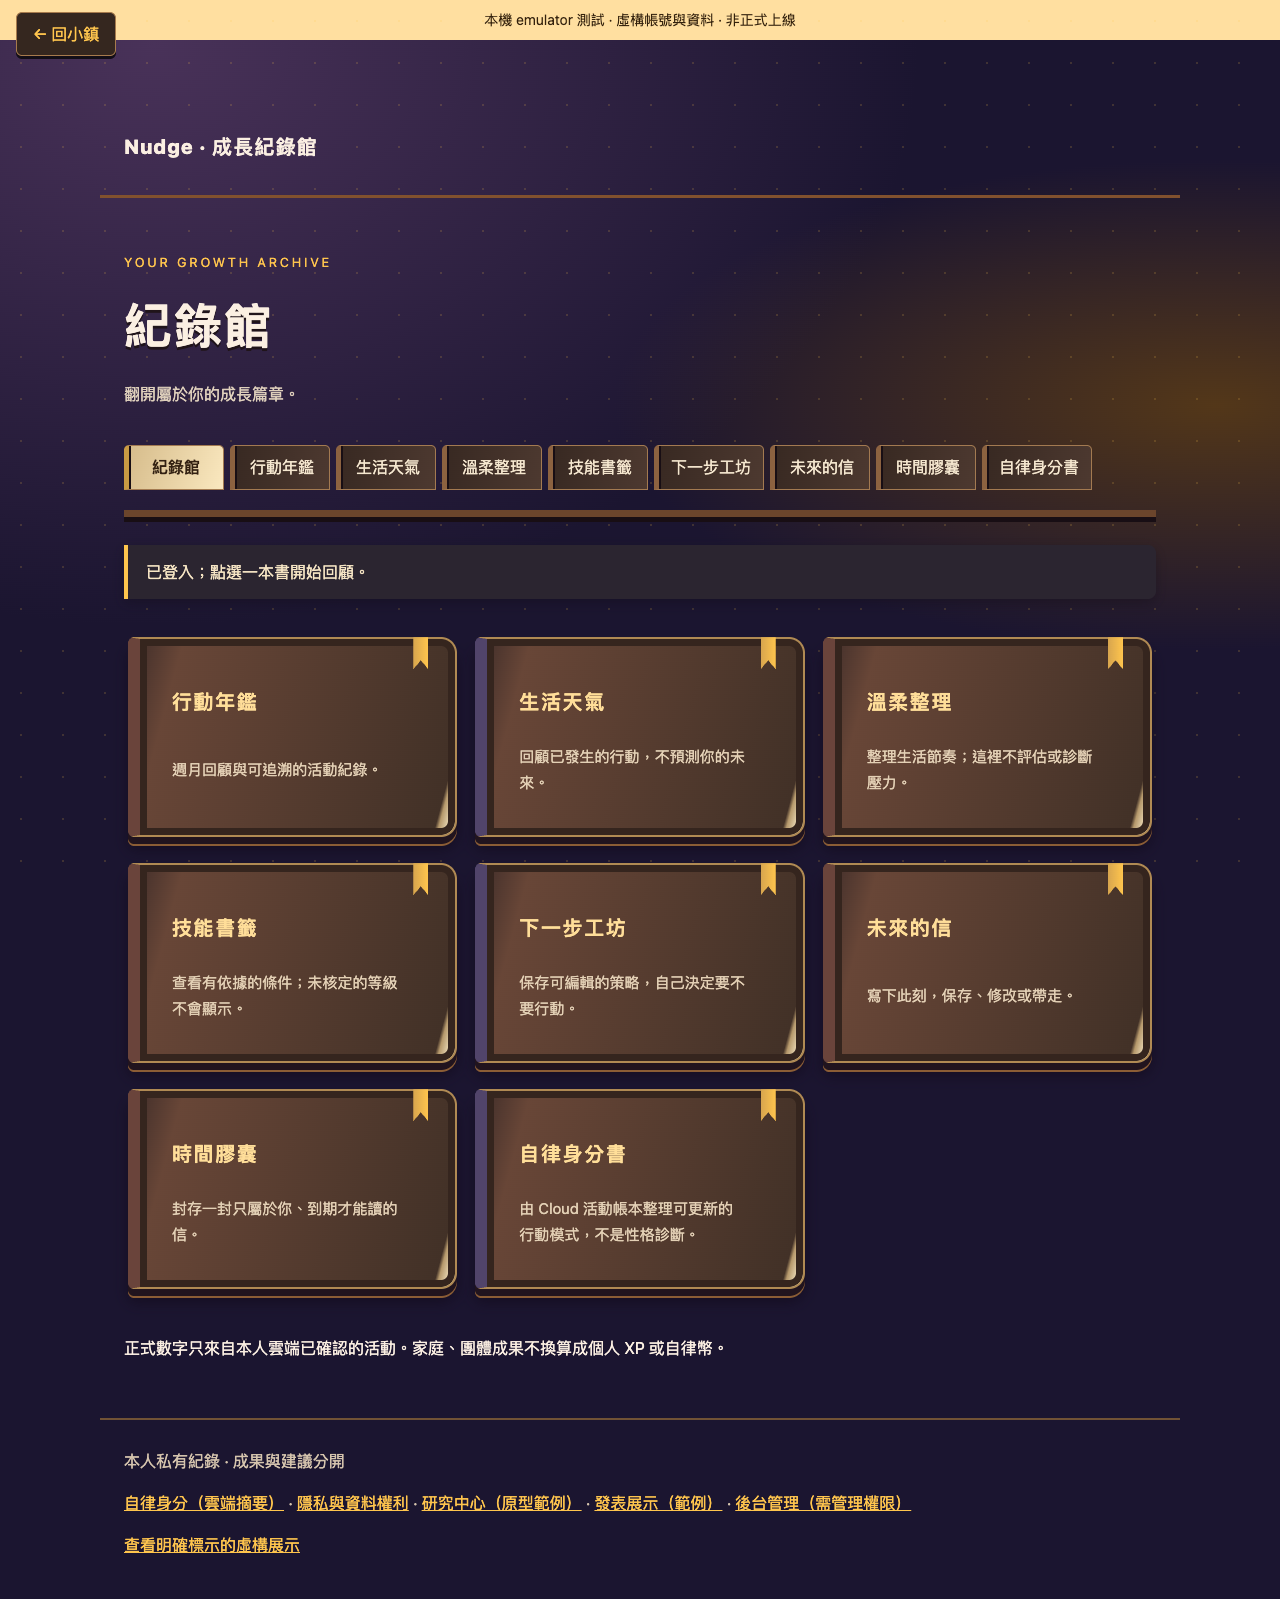 本機 emulator 測試 · 虛構帳號與資料 · 非正式上線
← 回小鎮
Nudge · 成長紀錄館
YOUR GROWTH ARCHIVE
紀錄館
翻開屬於你的成長篇章。
紀錄館
行動年鑑
生活天氣
溫柔整理
技能書籤
下一步工坊
未來的信
時間膠囊
自律身分書
已登入；點選一本書開始回顧。
行動年鑑
週月回顧與可追溯的活動紀錄。
生活天氣
回顧已發生的行動，不預測你的未
來。
溫柔整理
整理生活節奏；這裡不評估或診斷
壓力。
技能書籤
查看有依據的條件；未核定的等級
不會顯示。
下一步工坊
保存可編輯的策略，自己決定要不
要行動。
未來的信
寫下此刻，保存、修改或帶走。
時間膠囊
封存一封只屬於你、到期才能讀的
信。
自律身分書
由 Cloud 活動帳本整理可更新的
行動模式，不是性格診斷。
正式數字只來自本人雲端已確認的活動。家庭、團體成果不換算成個人 XP 或自律幣。
本人私有紀錄 · 成果與建議分開
自律身分（雲端摘要） · 隱私與資料權利 · 研究中心（原型範例） · 發表展示（範例） · 後台管理（需管理權限）
查看明確標示的虛構展示